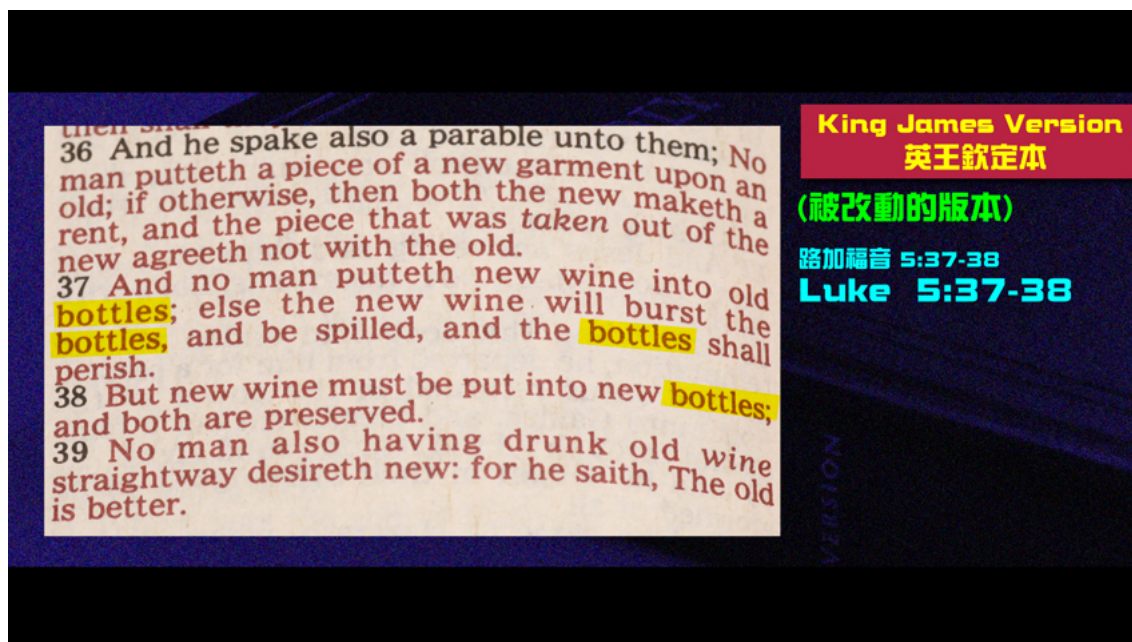 then shall
36 And he spake also a parable unto them; No
man putteth a piece of a new garment upon an
old; if otherwise, then both the new maketh a
rent, and the piece that was taken out of the
new agreeth not with the old.
37 And no man putteth new wine into old
bottles; else the new wine will burst the
bottles, and be spilled, and the bottles shall
perish.
38 But new wine must be put into new bottles;
and both are preserved.
39 No man also having drunk old wine
straightway desireth new: for he saith, The old
is better.
King James Version
英王欽定本
(被改動的版本)
路加福音 5:37-38
Luke 5:37-38
VERSION